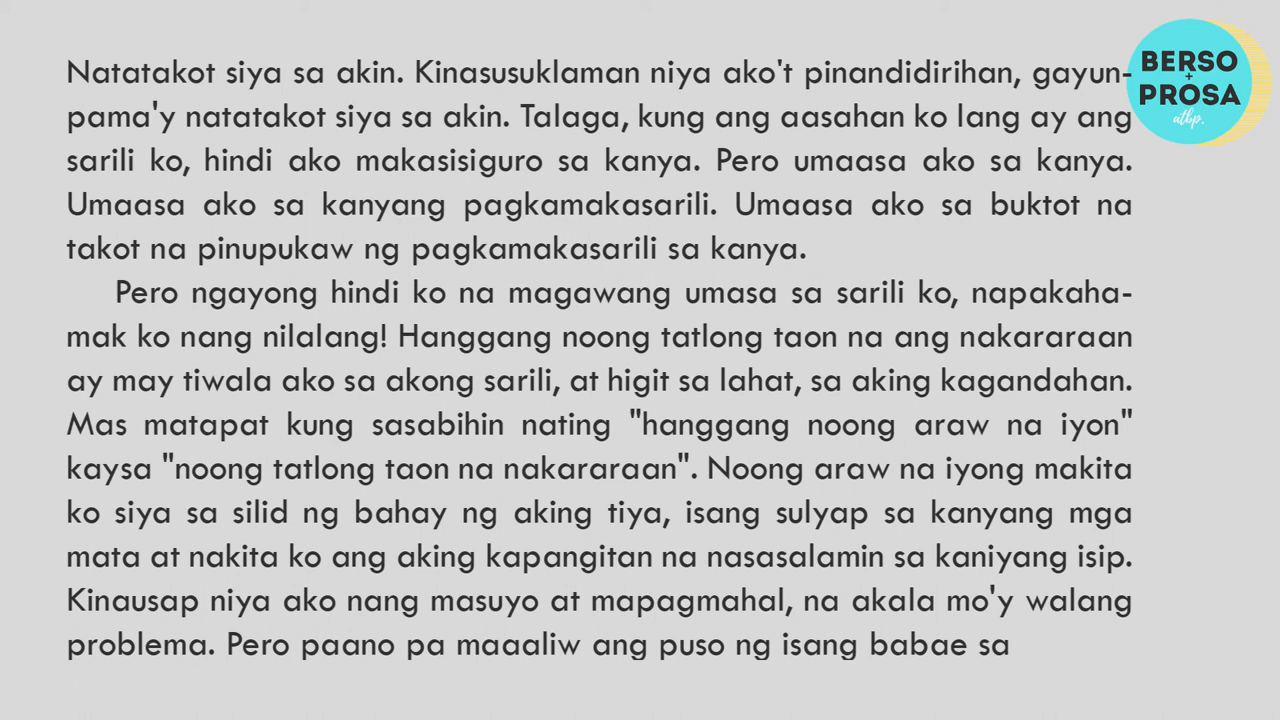 Natatakot siya sa akin. Kinasusuklaman niya ako't pinandidirihan, gayun-
pama'y natatakot siya sa akin. Talaga, kung ang aasahan ko lang ay ang
sarili ko, hindi ako makasisiguro sa kanya. Pero umaasa ako sa kanya.
Umaasa ako sa kanyang pagkamakasarili. Umaasa ako sa buktot na
takot na pinupukaw ng pagkamakasarili sa kanya.
Pero ngayong hindi ko na magawang umasa sa sarili ko, napakaha-
mak ko nang nilalang! Hanggang noong tatlong taon na ang nakararaan
ay may tiwala ako sa akong sarili, at higit sa lahat, sa aking kagandahan.
Mas matapat kung sasabihin nating "hanggang noong araw na iyon"
kaysa "noong tatlong taon na nakararaan". Noong araw na iyong makita
ko siya sa silid ng bahay ng aking tiya, isang sulyap sa kanyang mga
mata at nakita ko ang aking kapangitan na nasasalamin sa kaniyang isip.
Kinausap niya ako nang masuyo at mapagmahal, na akala mo'y walang
problema. Pero paano pa maaaliw ang puso ng isang babae sa
BERSO
+
PROSA
atbp.